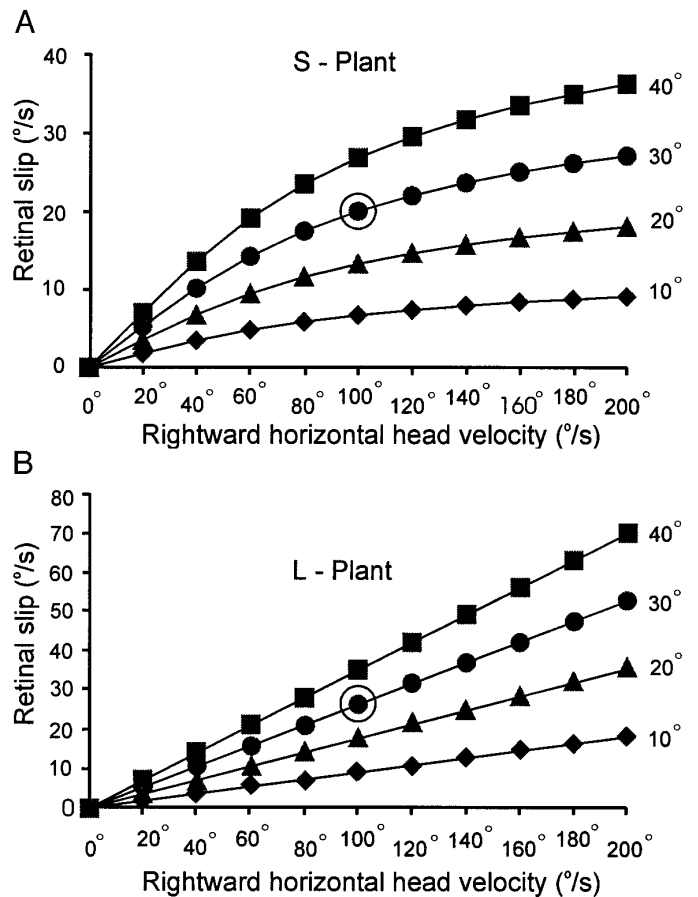 A
S - Plant
Retinal slip (°/s)
40
30
20
10
0
40°
30°
20°
10°
0° 20° 40° 60° 80° 100° 120° 140° 160° 180° 200°
Rightward horizontal head velocity (°/s)
B
L - Plant
Retinal slip (°/s)
80
70
60
50
40
30
20
10
0
40°
30°
20°
10°
0° 20° 40° 60° 80° 100° 120° 140° 160° 180° 200°
Rightward horizontal head velocity (°/s)